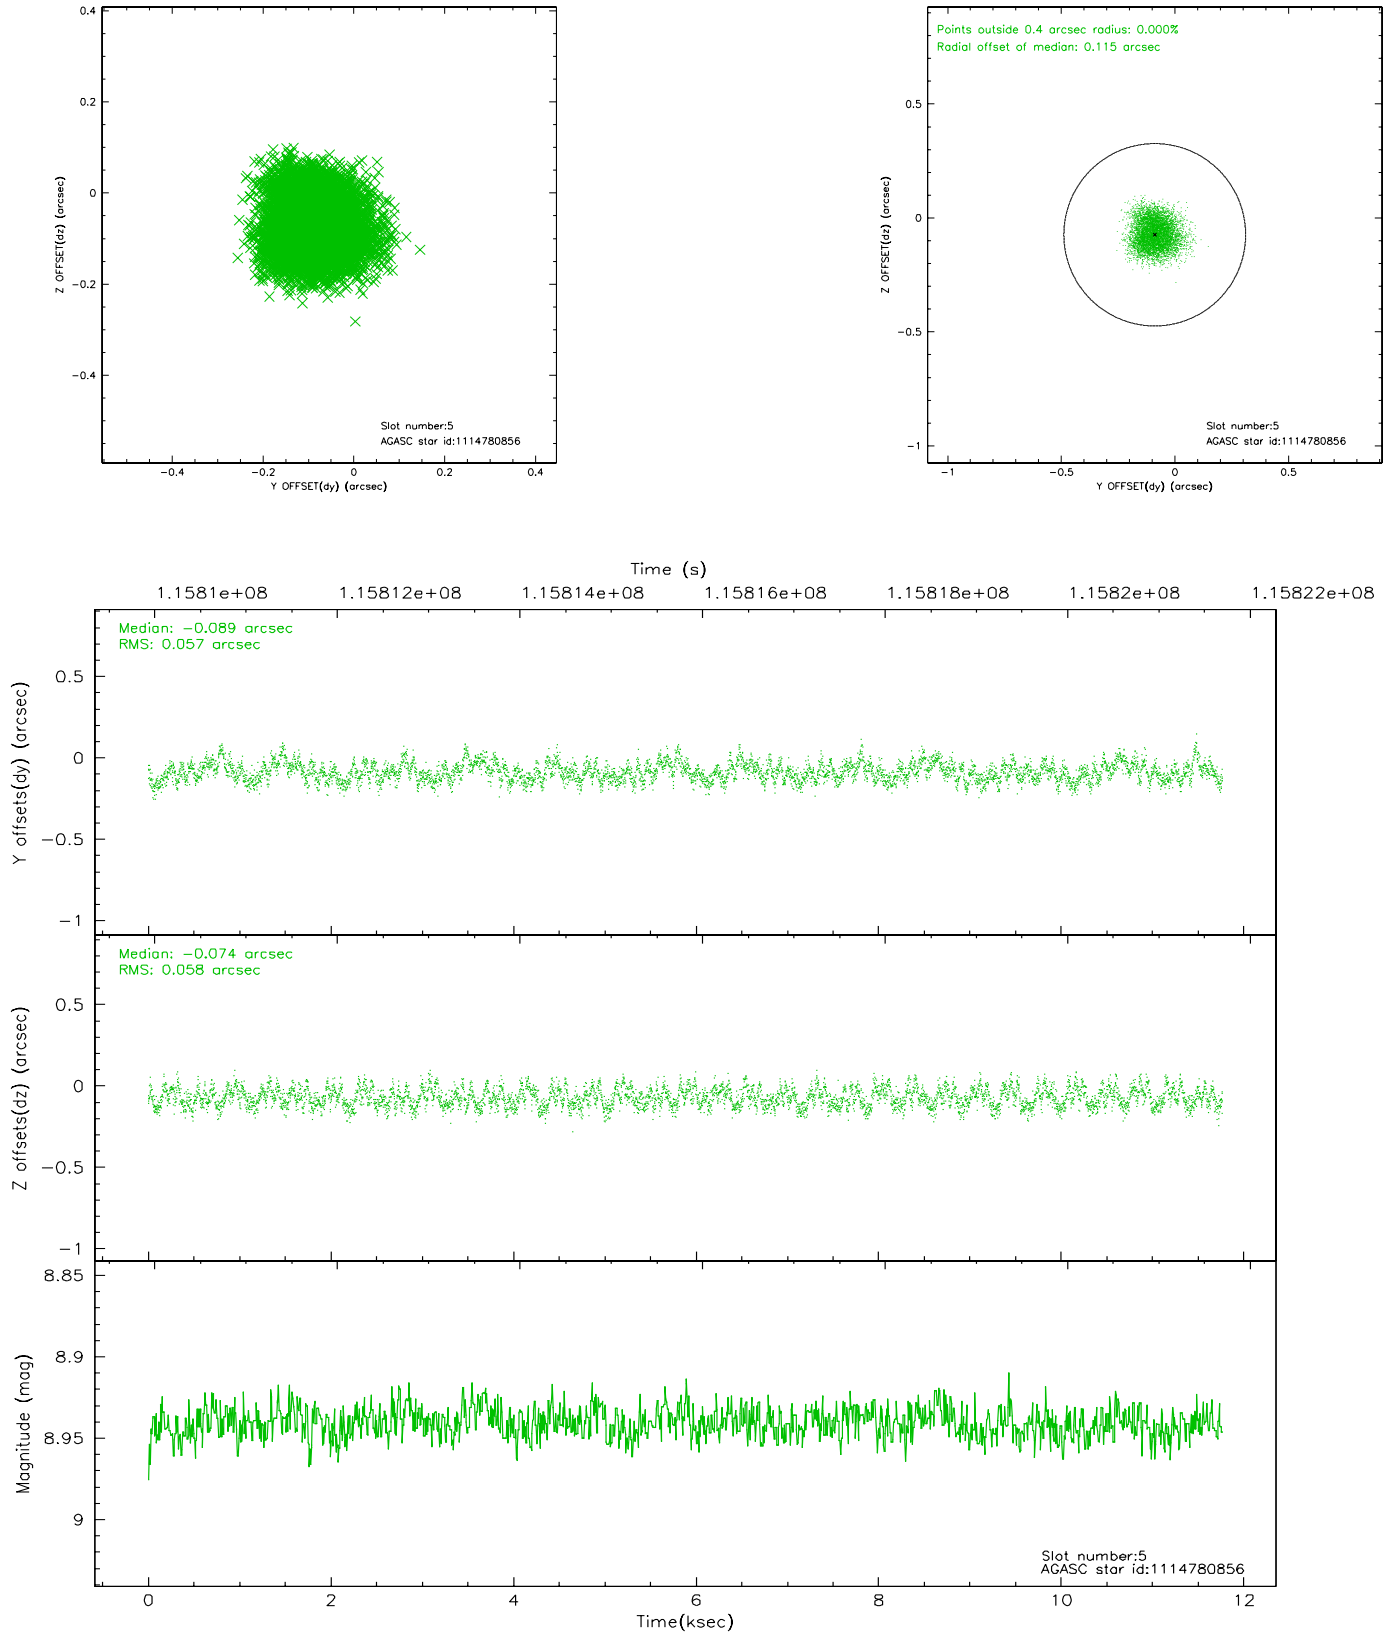 0.4
0.2
0
-0.2
-0.4
Z OFFSET(dz) (arcsec)
Slot number:5
AGASC star id:1114780856
-0.4 -0.2 0 0.2 0.4
Y OFFSET(dy) (arcsec)
Points outside 0.4 arcsec radius: 0.000%
Radial offset of median: 0.115 arcsec
0.5
0
-0.5
-1
Z OFFSET(dz) (arcsec)
Slot number:5
AGASC star id:1114780856
-1 -0.5 0 0.5
Y OFFSET(dy) (arcsec)
Time (s)
1.1581e+08 1.15812e+08 1.15814e+08 1.15816e+08 1.15818e+08 1.1582e+08 1.15822e+08
Median: -0.089 arcsec
RMS: 0.057 arcsec
0.5
0
-0.5
-1
Y offsets(dy) (arcsec)
Median: -0.074 arcsec
RMS: 0.058 arcsec
0.5
0
-0.5
-1
Z offsets(dz) (arcsec)
8.85
8.9
8.95
9
Magnitude (mag)
Slot number:5
AGASC star id:1114780856
0 2 4 6 8 10 12
Time(ksec)